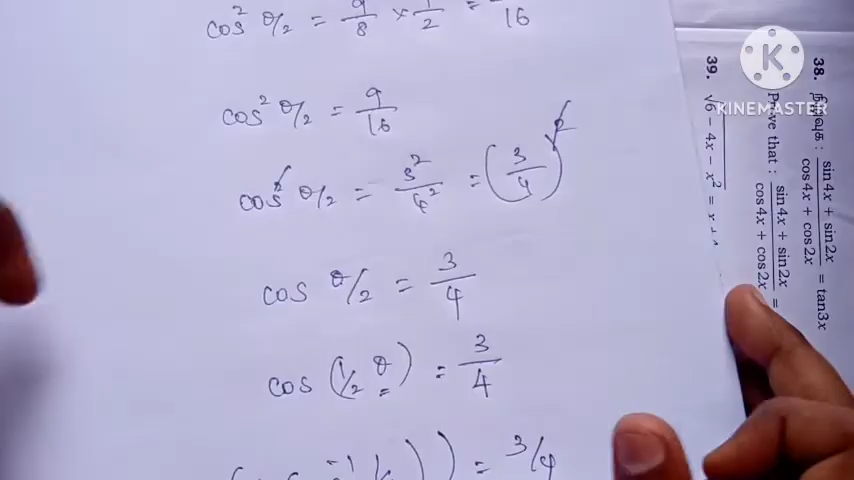 cos² θ/2 = 9/8 × 1/2 = 16
cos² θ/2 = 9/16
cos² θ/2 = 3²/4² = (3/4)²
cos θ/2 = 3/4
cos (1/2 θ) = 3/4
= 3/4
KINEMASTER
38. நிறுவுக : sin4x + sin2x / cos4x + cos2x = tan3x
Prove that : sin4x + sin2x / cos4x + cos2x =
39. √6 − 4x − x² = x +